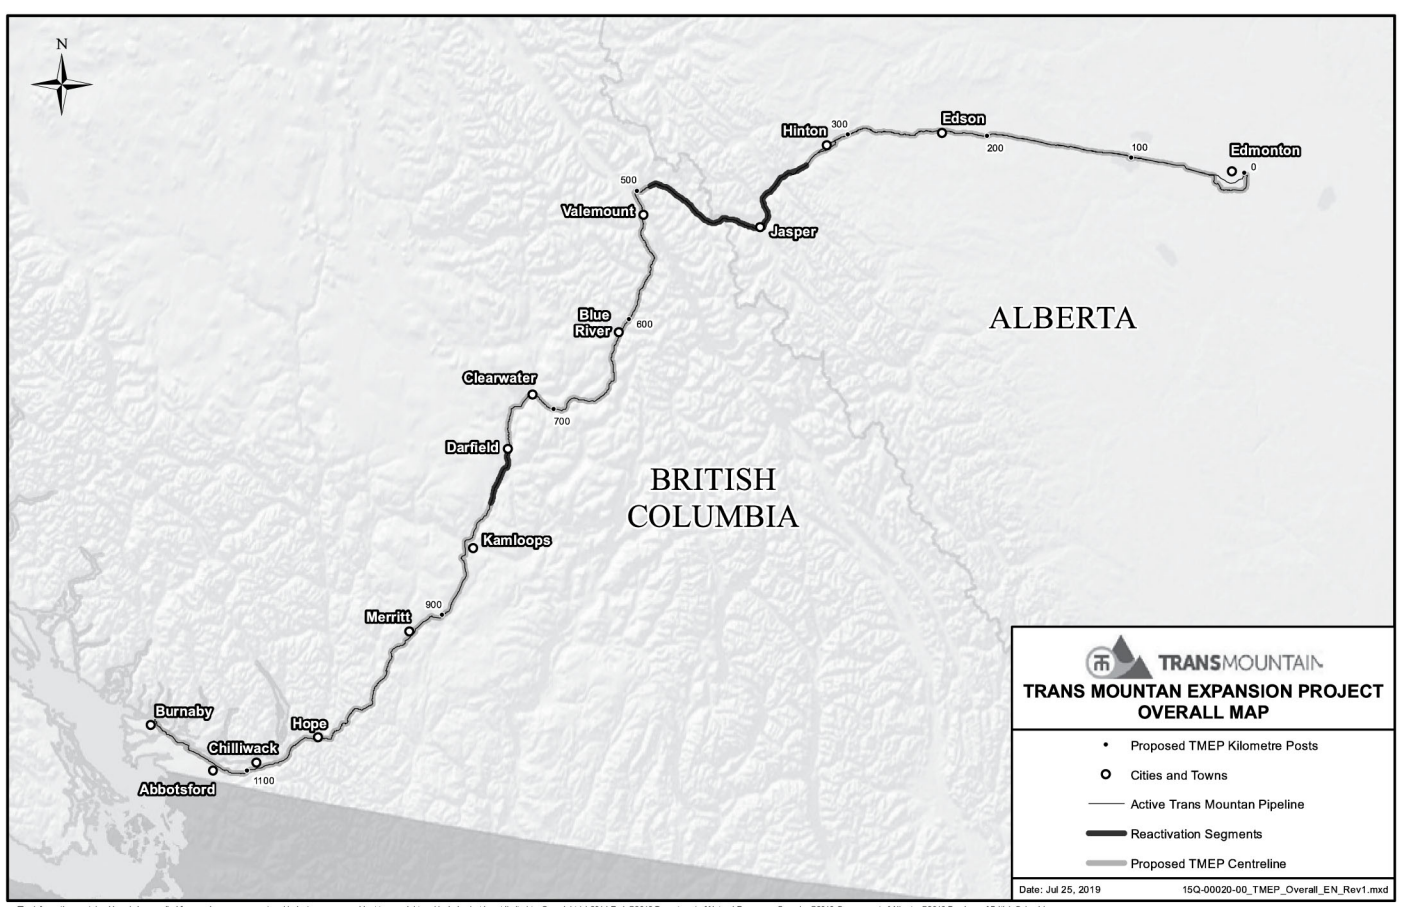 N
Hinton
300
Edson
200
100
Edmonton
0
500
Valemount
Jasper
ALBERTA
Blue
River
600
Clearwater
700
Darfield
BRITISH
COLUMBIA
Kamloops
900
Merritt
Burnaby
Hope
Chilliwack
1100
Abbotsford
TRANSMOUNTAIN
TRANS MOUNTAN EXPANSION PROJECT
OVERALL MAP
Proposed TMEP Kilometre Posts
Cities and Towns
Active Trans Mountan Pipeline
Reactivation Segments
Proposed TMEP Centreline
Date: Jul 25, 2019
15Q-00020-00_TMEP_Overall_EN_Rev1.mxd